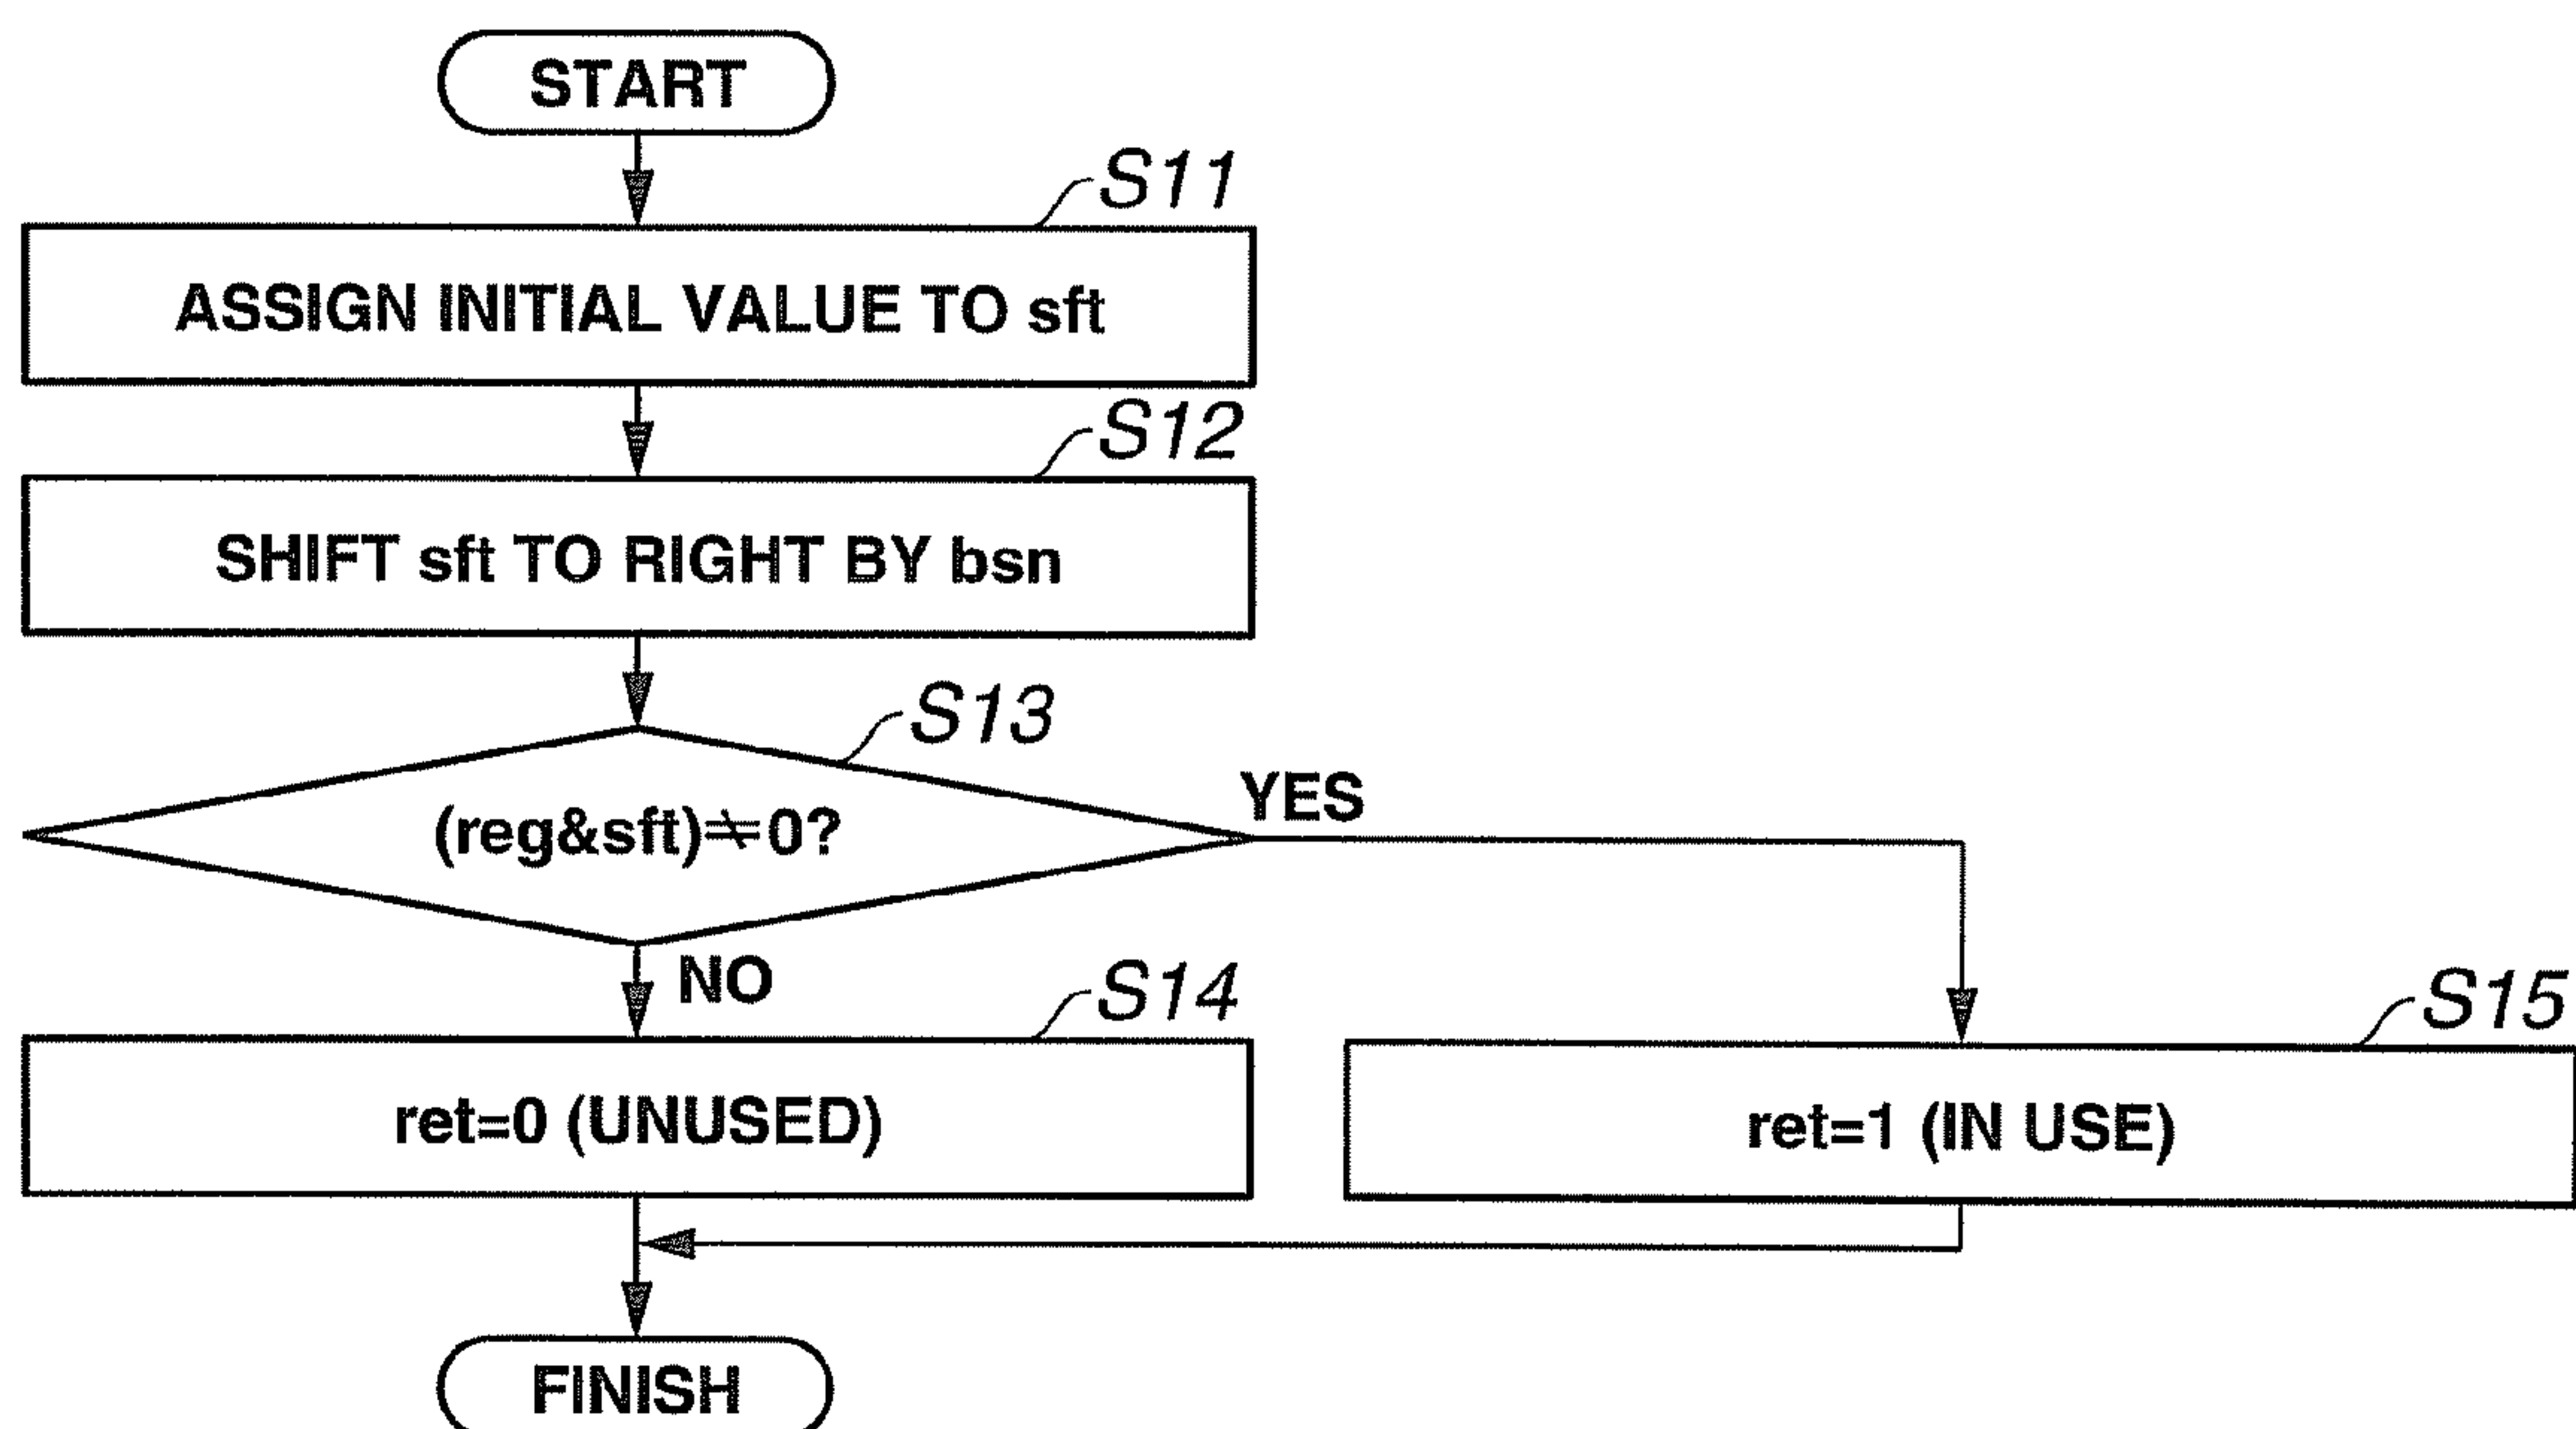 START
S11
ASSIGN INITIAL VALUE TO sft
S12
SHIFT sft TO RIGHT BY bsn
S13
(reg&sft)≠0?
YES
NO
S14
S15
ret=0 (UNUSED)
ret=1 (IN USE)
FINISH